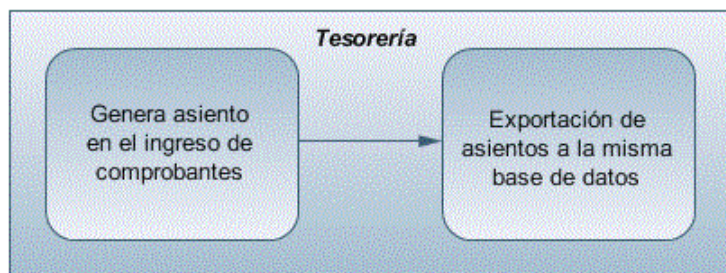 Tesorería
Genera asiento
en el ingreso de
comprobantes
Exportación de
asientos a la misma
base de datos